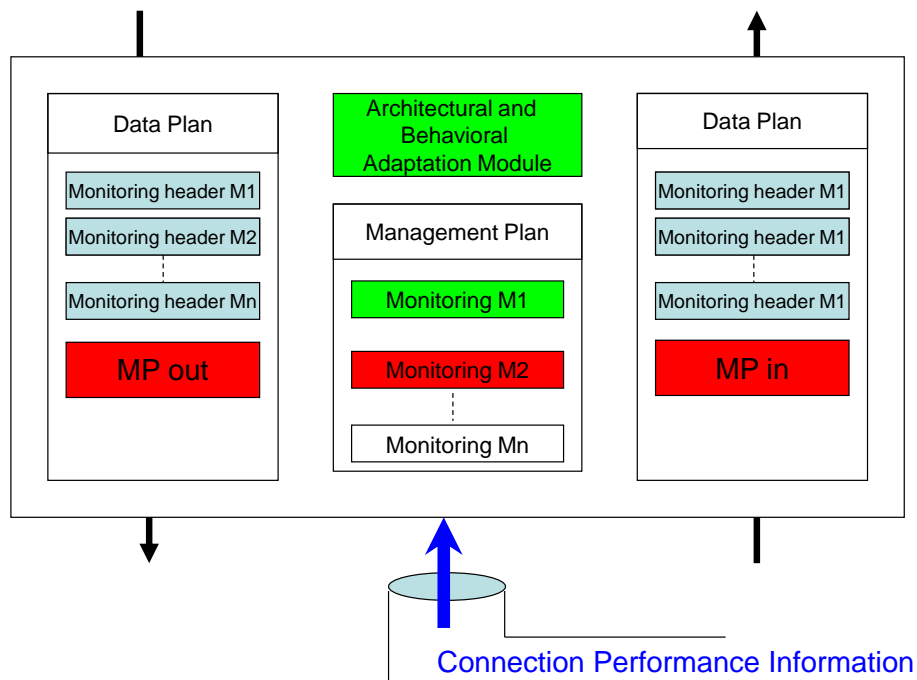 Data Plan
Monitoring header M1
Monitoring header M2
Monitoring header Mn
MP out
Architectural and
Behavioral
Adaptation Module
Management Plan
Monitoring M1
Monitoring M2
Monitoring Mn
Data Plan
Monitoring header M1
Monitoring header M1
Monitoring header M1
MP in
Connection Performance Information